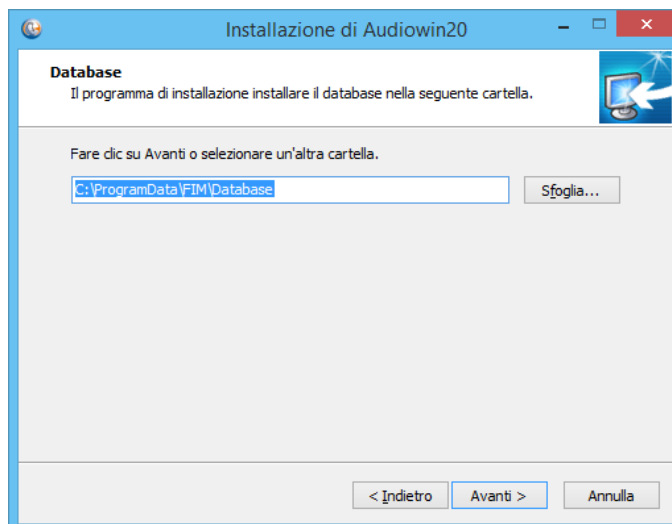 Installazione di Audiowin20
Database
Il programma di installazione installare il database nella seguente cartella.
Fare clic su Avanti o selezionare un'altra cartella.
C:\ProgramData\FIM\Database
Sfoglia...
< Indietro
Avanti >
Annulla